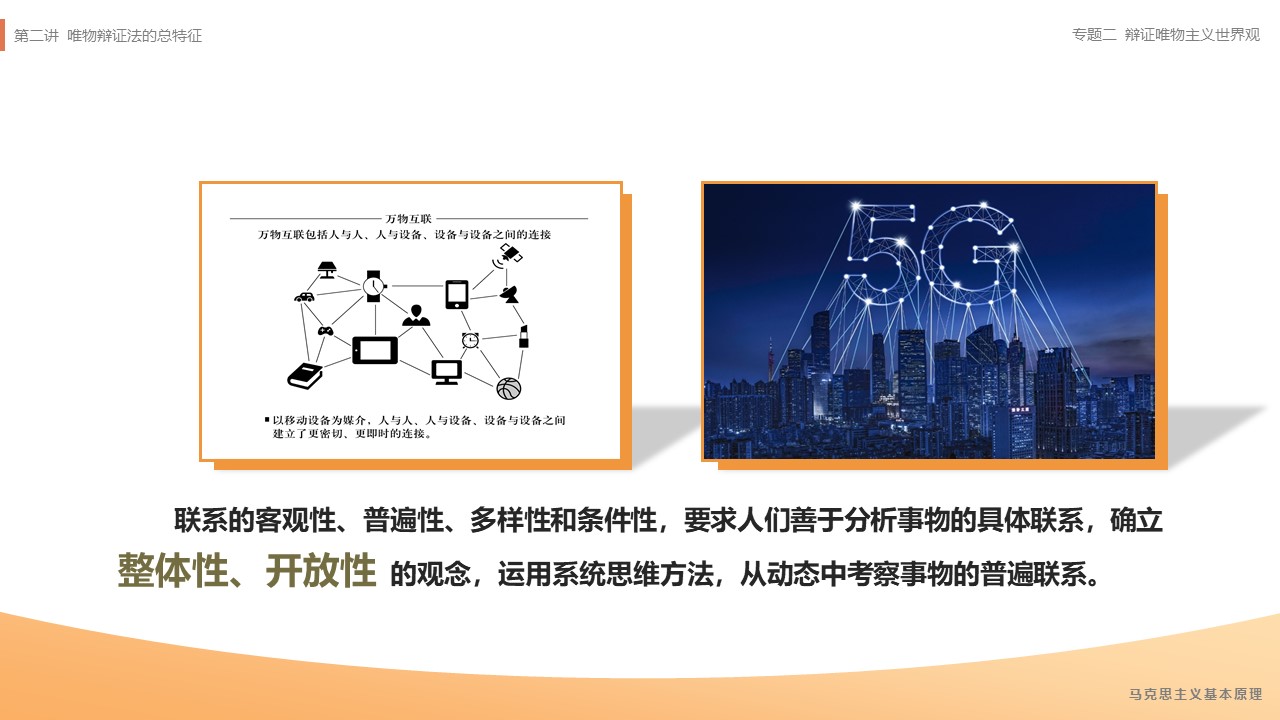 第二讲 唯物辩证法的总特征
专题二 辩证唯物主义世界观
万物互联
万物互联包括人与人、人与设备、设备与设备之间的连接
▪以移动设备为媒介，人与人、人与设备、设备与设备之间
建立了更密切、更即时的连接。
5G
联系的客观性、普遍性、多样性和条件性，要求人们善于分析事物的具体联系，确立
整体性、开放性 的观念，运用系统思维方法，从动态中考察事物的普遍联系。
马克思主义基本原理